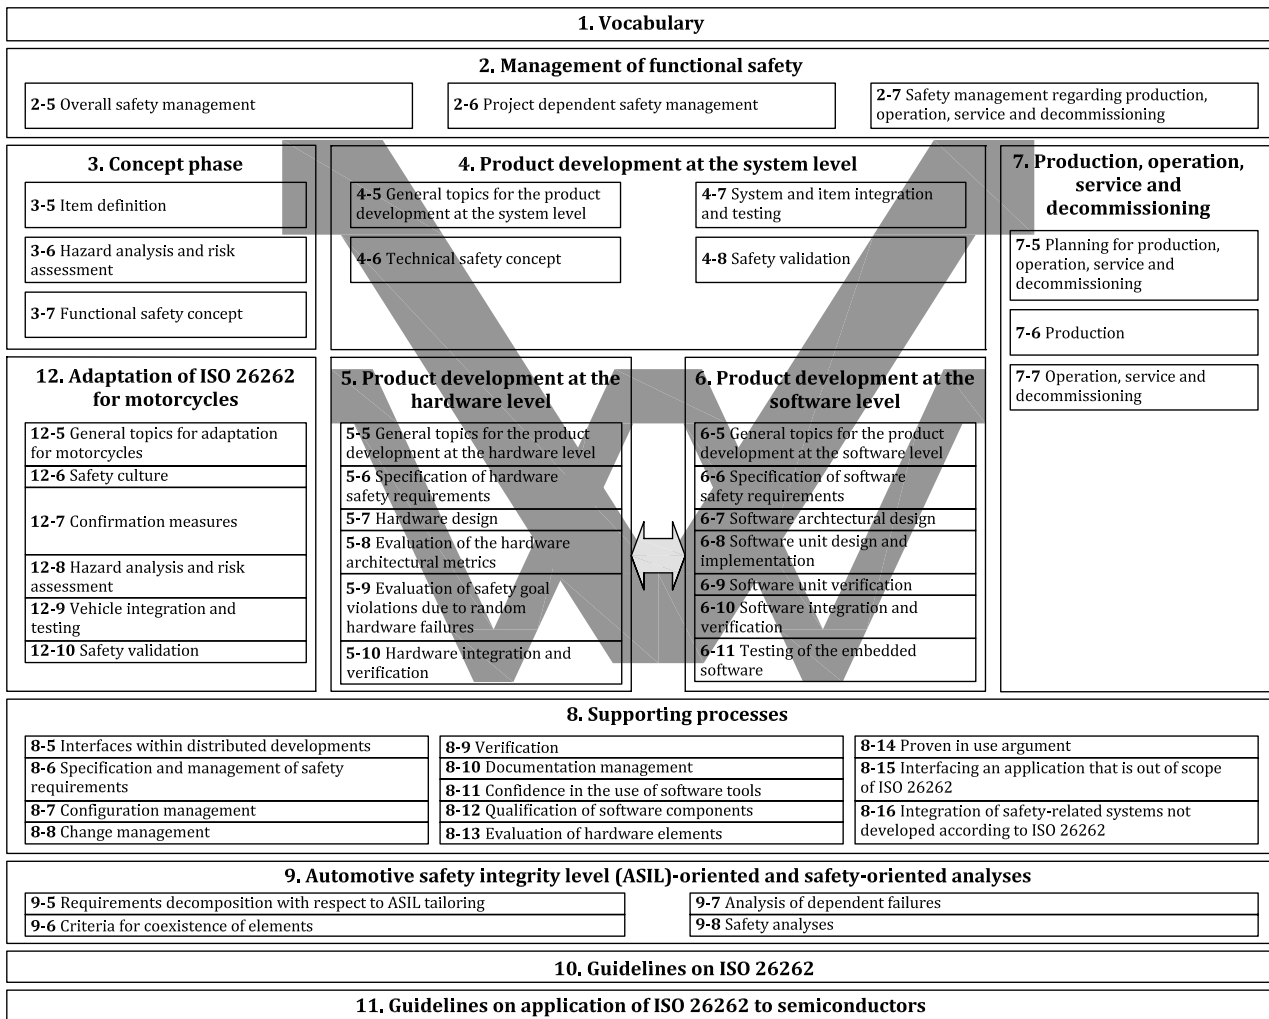 1. Vocabulary
2. Management of functional safety
2-5 Overall safety management
2-6 Project dependent safety management
2-7 Safety management regarding production,
operation, service and decommissioning
3. Concept phase
3-5 Item definition
3-6 Hazard analysis and risk
assessment
3-7 Functional safety concept
4. Product development at the system level
4-5 General topics for the product
development at the system level
4-6 Technical safety concept
4-7 System and item integration
and testing
4-8 Safety validation
7. Production, operation,
service and
decommissioning
7-5 Planning for production,
operation, service and
decommissioning
7-6 Production
7-7 Operation, service and
decommissioning
12. Adaptation of ISO 26262
for motorcycles
12-5 General topics for adaptation
for motorcycles
12-6 Safety culture
12-7 Confirmation measures
12-8 Hazard analysis and risk
assessment
12-9 Vehicle integration and
testing
12-10 Safety validation
5. Product development at the
hardware level
5-5 General topics for the product
development at the hardware level
5-6 Specification of hardware
safety requirements
5-7 Hardware design
5-8 Evaluation of the hardware
architectural metrics
5-9 Evaluation of safety goal
violations due to random
hardware failures
5-10 Hardware integration and
verification
6. Product development at the
software level
6-5 General topics for the product
development at the software level
6-6 Specification of software
safety requirements
6-7 Software archtectural design
6-8 Software unit design and
implementation
6-9 Software unit verification
6-10 Software integration and
verification
6-11 Testing of the embedded
software
8. Supporting processes
8-5 Interfaces within distributed developments
8-6 Specification and management of safety
requirements
8-7 Configuration management
8-8 Change management
8-9 Verification
8-10 Documentation management
8-11 Confidence in the use of software tools
8-12 Qualification of software components
8-13 Evaluation of hardware elements
8-14 Proven in use argument
8-15 Interfacing an application that is out of scope
of ISO 26262
8-16 Integration of safety-related systems not
developed according to ISO 26262
9. Automotive safety integrity level (ASIL)-oriented and safety-oriented analyses
9-5 Requirements decomposition with respect to ASIL tailoring
9-6 Criteria for coexistence of elements
9-7 Analysis of dependent failures
9-8 Safety analyses
10. Guidelines on ISO 26262
11. Guidelines on application of ISO 26262 to semiconductors